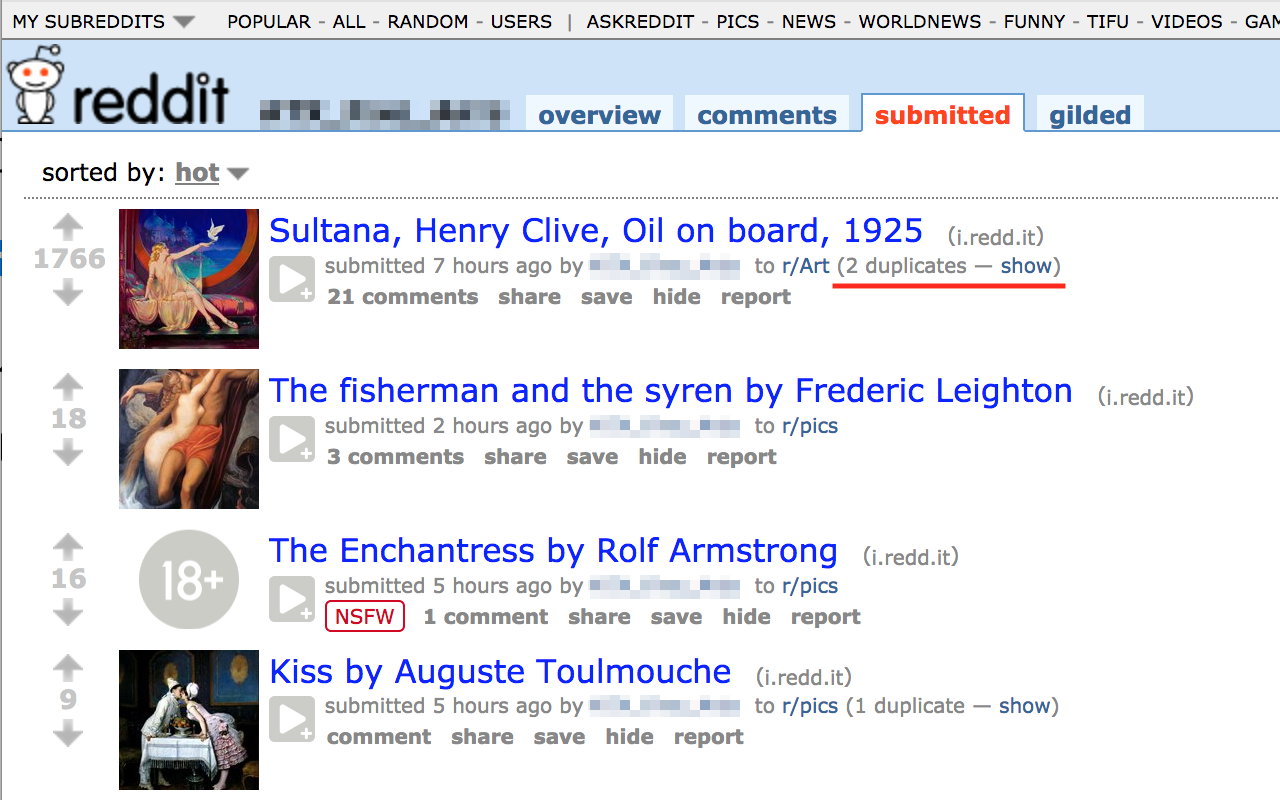 MY SUBREDDITS POPULAR - ALL - RANDOM - USERS | ASKREDDIT - PICS - NEWS - WORLDNEWS - FUNNY - TIFU - VIDEOS - GAM
reddit overview comments submitted gilded
sorted by: hot
Sultana, Henry Clive, Oil on board, 1925 (i.redd.it)
1766
submitted 7 hours ago by to r/Art (2 duplicates — show)
21 comments share save hide report
The fisherman and the syren by Frederic Leighton (i.redd.it)
18
submitted 2 hours ago by to r/pics
3 comments share save hide report
The Enchantress by Rolf Armstrong (i.redd.it)
16
18+
submitted 5 hours ago by to r/pics
NSFW 1 comment share save hide report
Kiss by Auguste Toulmouche (i.redd.it)
9
submitted 5 hours ago by to r/pics (1 duplicate — show)
comment share save hide report